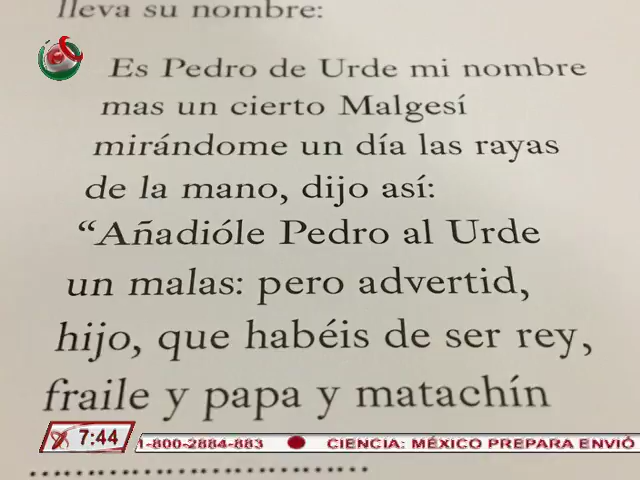 lleva su nombre:
Es Pedro de Urde mi nombre
mas un cierto Malgesí
mirándome un día las rayas
de la mano, dijo así:
“Añadióle Pedro al Urde
un malas: pero advertid,
hijo, que habéis de ser rey,
fraile y papa y matachín
7:44 1-800-2884-883 ● CIENCIA: MÉXICO PREPARA ENVIÓ